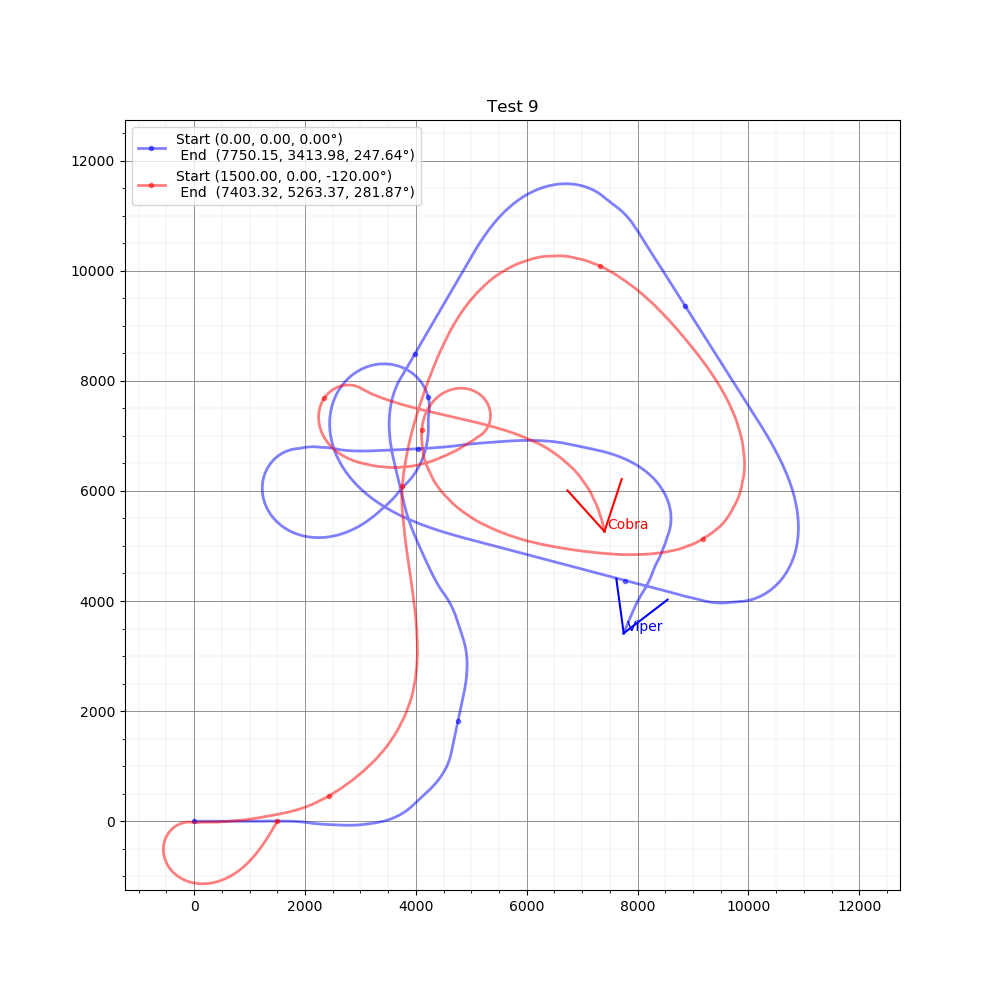 Test 9
Start (0.00, 0.00, 0.00°)
End (7750.15, 3413.98, 247.64°)
Start (1500.00, 0.00, -120.00°)
End (7403.32, 5263.37, 281.87°)
12000
10000
8000
6000
4000
2000
0
Cobra
Viper
0 2000 4000 6000 8000 10000 12000